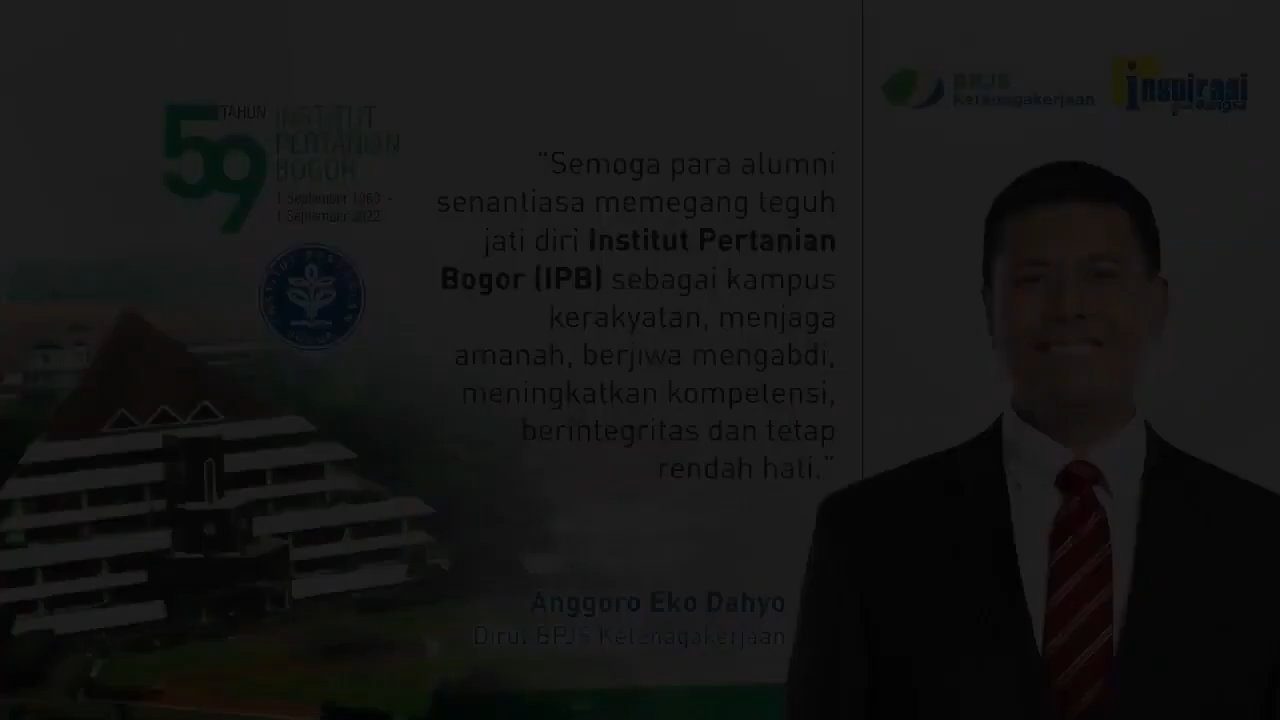 59 TAHUN
INSTITUT
PERTANIAN
BOGOR
1 September 1963 -
1 September 2022
"Semoga para alumni
senantiasa memegang teguh
jati diri Institut Pertanian
Bogor (IPB) sebagai kampus
kerakyatan, menjaga
amanah, berjiwa mengabdi,
meningkatkan kompetensi,
berintegritas dan tetap
rendah hati."
Anggoro Eko Dahyo
Dirut BPJS Ketenagakerjaan
BPJS
Ketenagakerjaan
inspirasi